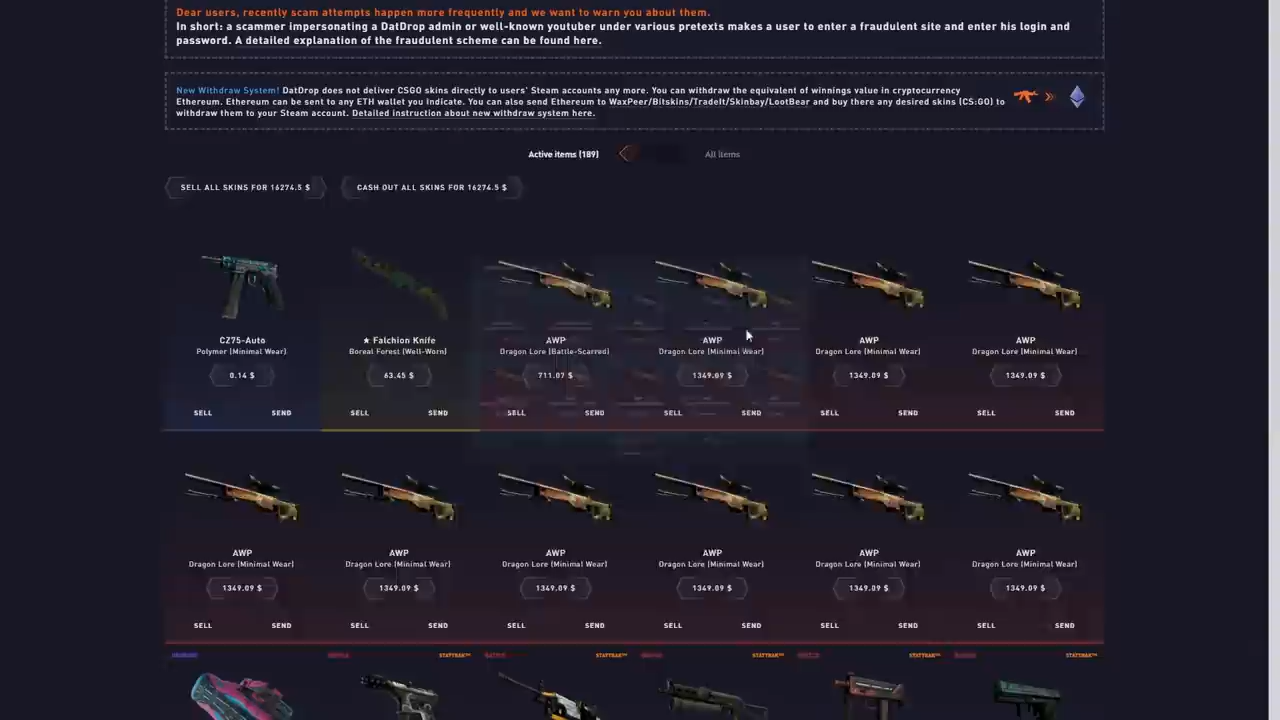 Dear users, recently scam attempts happen more frequently and we want to warn you about them.
In short: a scammer impersonating a DatDrop admin or well-known youtuber under various pretexts makes a user to enter a fraudulent site and enter his login and
password. A detailed explanation of the fraudulent scheme can be found here.
New Withdraw System! DatDrop does not deliver CSGO skins directly to users' Steam accounts any more. You can withdraw the equivalent of winnings value in cryptocurrency
Ethereum. Ethereum can be sent to any ETH wallet you indicate. You can also send Ethereum to WaxPeer/Bitskins/TradeIt/Skinbay/LootBear and buy there any desired skins (CS:GO) to
withdraw them to your Steam account. Detailed instruction about new withdraw system here.
Active items (189) All items
SELL ALL SKINS FOR 16274.5 $ CASH OUT ALL SKINS FOR 16274.5 $
CZ75-Auto ★ Falchion Knife AWP AWP AWP AWP
Polymer (Minimal Wear) Boreal Forest (Well-Worn) Dragon Lore (Battle-Scarred) Dragon Lore (Minimal Wear) Dragon Lore (Minimal Wear) Dragon Lore (Minimal Wear)
0.14 $ 63.45 $ 711.07 $ 1349.09 $ 1349.09 $ 1349.09 $
SELL SEND SELL SEND SELL SEND SELL SEND SELL SEND SELL SEND
AWP AWP AWP AWP AWP AWP
Dragon Lore (Minimal Wear) Dragon Lore (Minimal Wear) Dragon Lore (Minimal Wear) Dragon Lore (Minimal Wear) Dragon Lore (Minimal Wear) Dragon Lore (Minimal Wear)
1349.09 $ 1349.09 $ 1349.09 $ 1349.09 $ 1349.09 $ 1349.09 $
SELL SEND SELL SEND SELL SEND SELL SEND SELL SEND SELL SEND
STATTRAK™ STATTRAK™ STATTRAK™ STATTRAK™ STATTRAK™